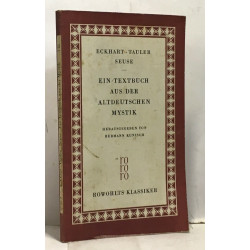 ECKHART·TAULER
SEUSE
EIN TEXTBUCH
AUS DER
ALTDEUTSCHEN
MYSTIK
HERAUSGEGEBEN VON
HERMANN KUNISCH
ro
ro
ro
ROWOHLTS KLASSIKER